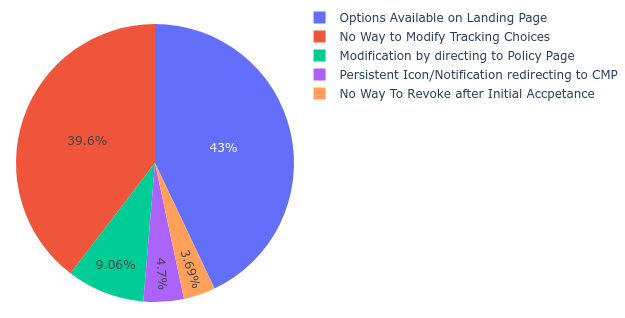 Options Available on Landing Page
No Way to Modify Tracking Choices
Modification by directing to Policy Page
Persistent Icon/Notification redirecting to CMP
No Way To Revoke after Initial Accpetance
39.6%
43%
9.06%
4.7%
3.69%